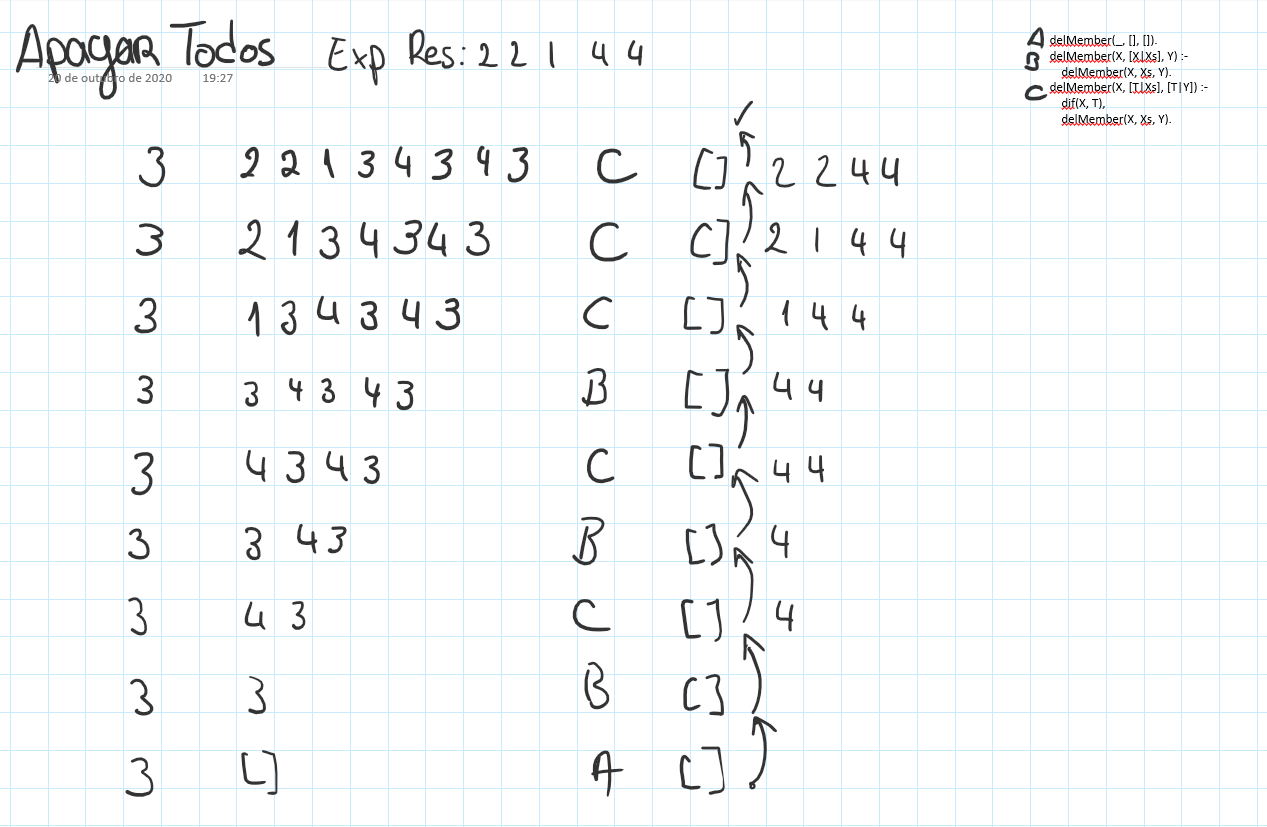 Apagar Todos Exp Res: 2 2 1 4 4
20 de outubro de 2020 19:27
A delMember(_, [], []).
B delMember(X, [X|Xs], Y) :-
delMember(X, Xs, Y).
C delMember(X, [T|Xs], [T|Y]) :-
dif(X, T),
delMember(X, Xs, Y).
3 2 2 1 3 4 3 4 3 C [] 2 2 4 4
3 2 1 3 4 3 4 3 C [] 2 1 4 4
3 1 3 4 3 4 3 C [] 1 4 4
3 3 4 3 4 3 B [] 4 4
3 4 3 4 3 C [] 4 4
3 3 4 3 B [] 4
3 4 3 C [] 4
3 3 B []
3 [] A []